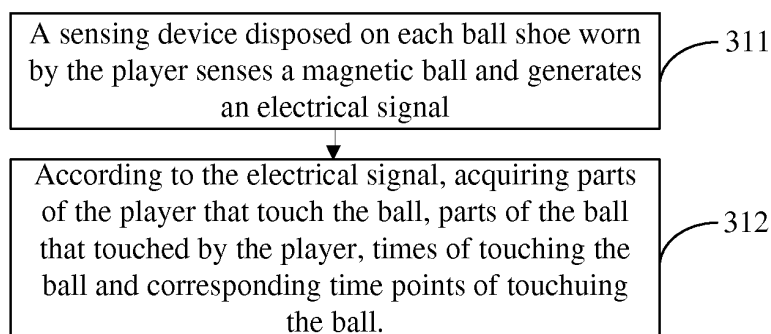 A sensing device disposed on each ball shoe worn
by the player senses a magnetic ball and generates
an electrical signal
311
According to the electrical signal, acquiring parts
of the player that touch the ball, parts of the ball
that touched by the player, times of touching the
ball and corresponding time points of touchuing
the ball.
312